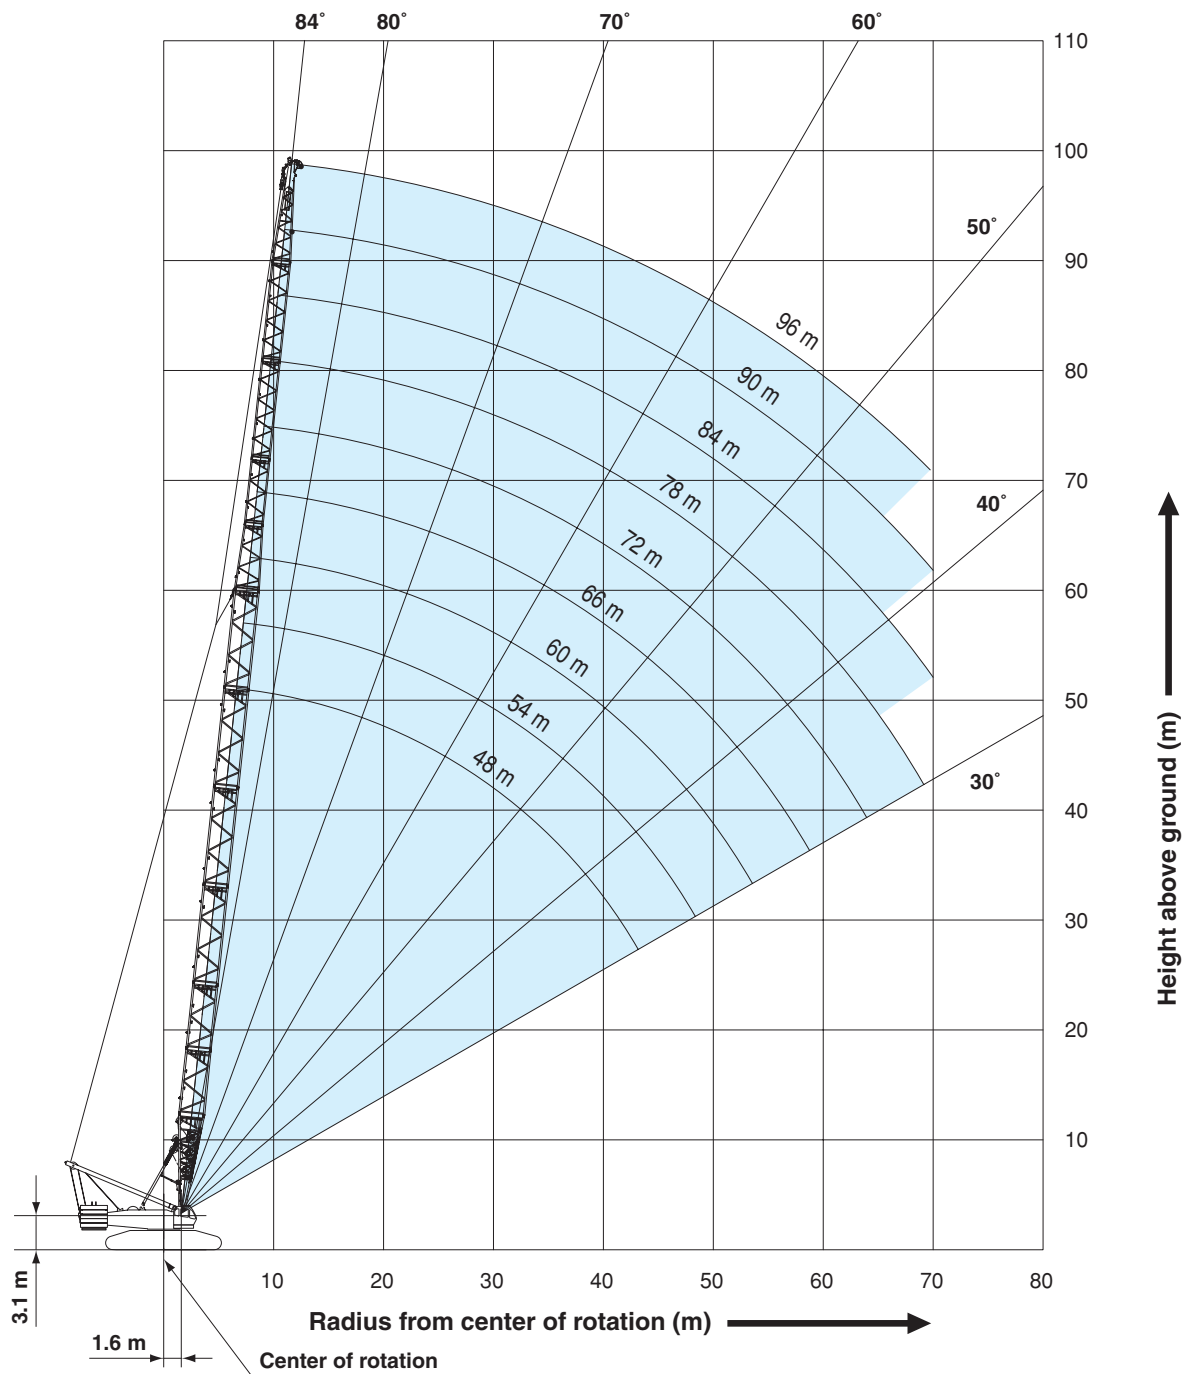 84° 80° 70° 60°
110
100
50°
90
96 m
80
90 m
84 m
70
78 m
40°
72 m
60
66 m
60 m
50
54 m
48 m
30°
40
30
20
10
Height above ground (m)
3.1 m
10 20 30 40 50 60 70 80
Radius from center of rotation (m)
1.6 m
Center of rotation